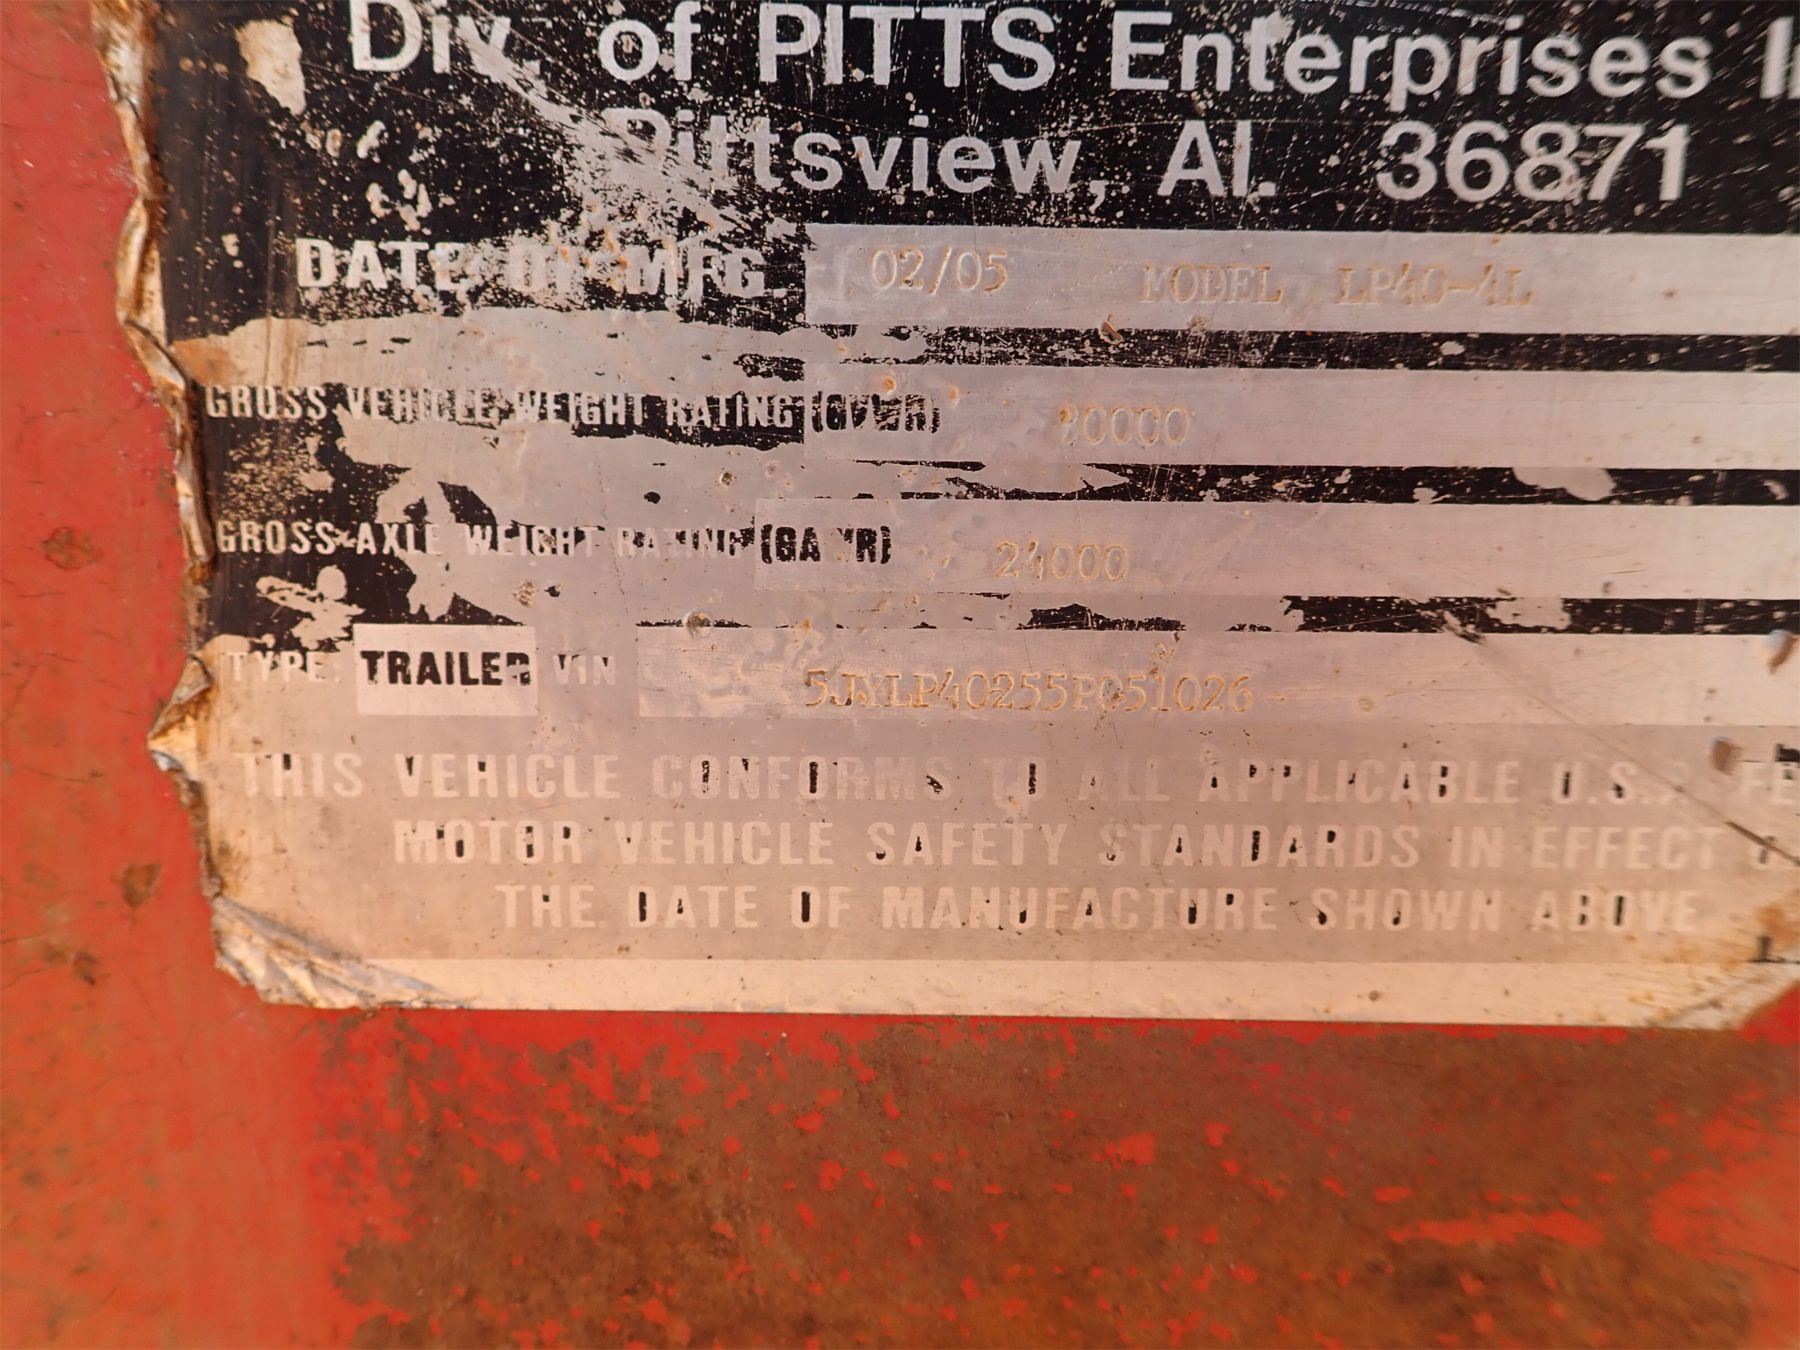 Div. of PITTS Enterprises I
Pittsview, Al. 36871
DATE OF MFG. 02/05 MODEL LP40-4L
GROSS VEHICLE WEIGHT RATING (GVWR)
GROSS AXLE WEIGHT RATING (GAWR) 24000
TYPE: TRAILER VIN 5JYLP40255P051026
THIS VEHICLE CONFORMS TO ALL APPLICABLE U.S. FE
MOTOR VEHICLE SAFETY STANDARDS IN EFFECT O
THE DATE OF MANUFACTURE SHOWN ABOVE